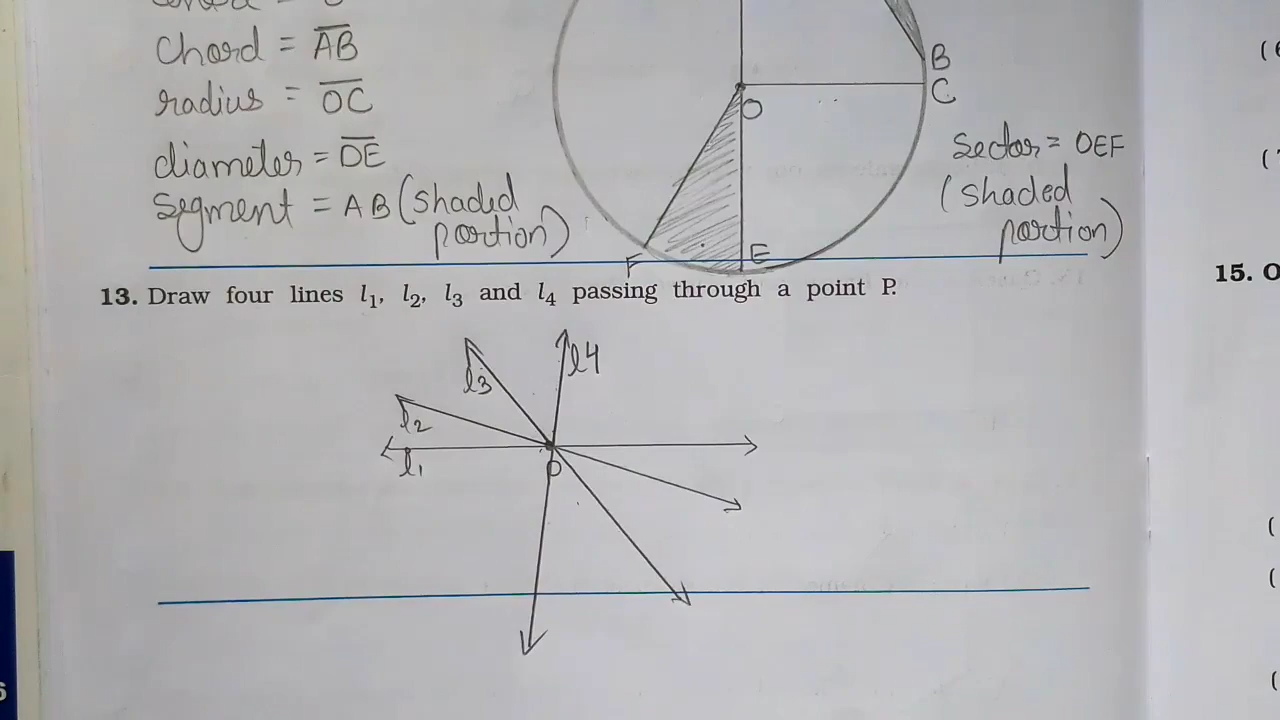 chord = AB
radius = OC
diameter = DE
Segment = AB (shaded portion)
B
C
O
Sector = OEF
(shaded portion)
E
F
13. Draw four lines l₁, l₂, l₃ and l₄ passing through a point P.
l4
l3
l2
l₁
P
15.